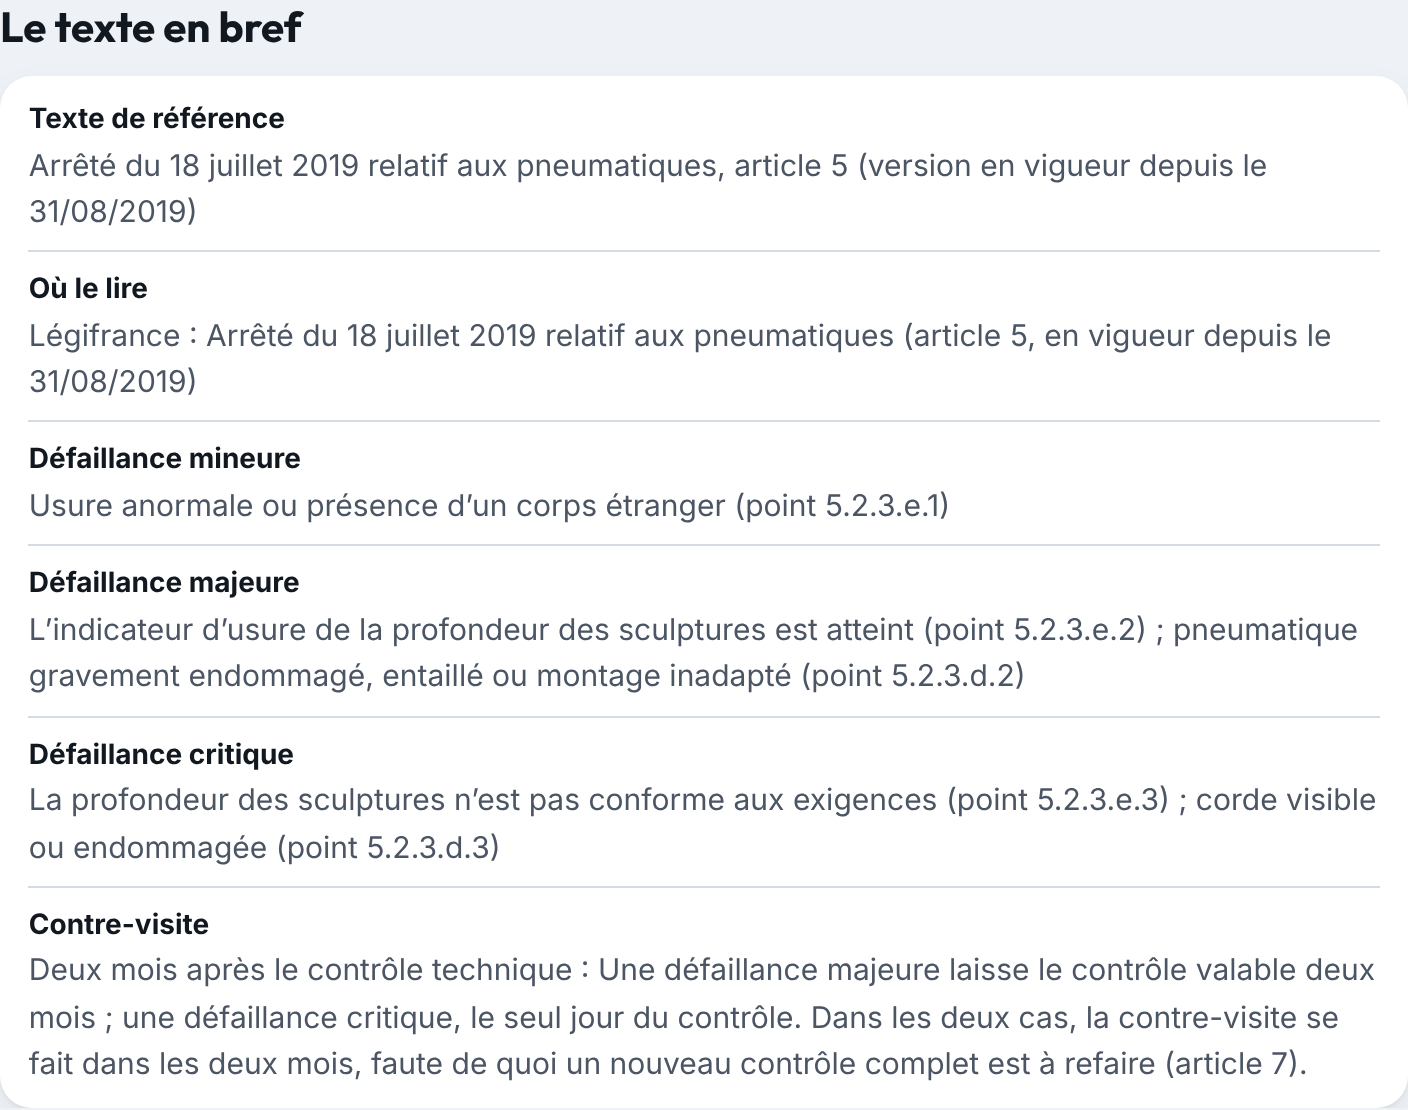 Le texte en bref
Texte de référence
Arrêté du 18 juillet 2019 relatif aux pneumatiques, article 5 (version en vigueur depuis le
31/08/2019)
Où le lire
Légifrance : Arrêté du 18 juillet 2019 relatif aux pneumatiques (article 5, en vigueur depuis le
31/08/2019)
Défaillance mineure
Usure anormale ou présence d’un corps étranger (point 5.2.3.e.1)
Défaillance majeure
L’indicateur d’usure de la profondeur des sculptures est atteint (point 5.2.3.e.2) ; pneumatique
gravement endommagé, entaillé ou montage inadapté (point 5.2.3.d.2)
Défaillance critique
La profondeur des sculptures n’est pas conforme aux exigences (point 5.2.3.e.3) ; corde visible
ou endommagée (point 5.2.3.d.3)
Contre-visite
Deux mois après le contrôle technique : Une défaillance majeure laisse le contrôle valable deux
mois ; une défaillance critique, le seul jour du contrôle. Dans les deux cas, la contre-visite se
fait dans les deux mois, faute de quoi un nouveau contrôle complet est à refaire (article 7).